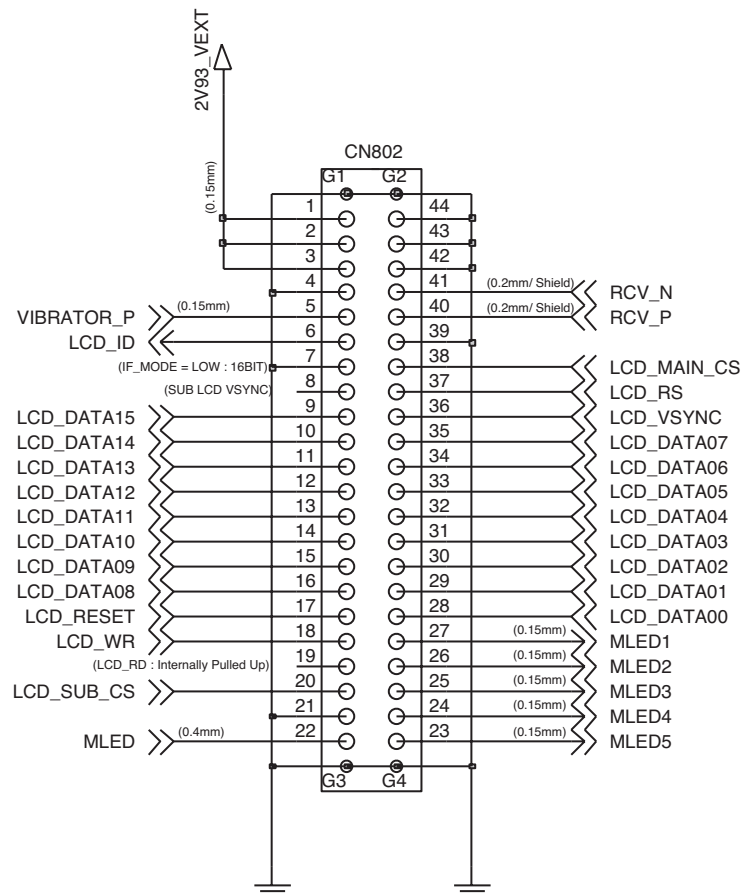 2V93_VEXT
(0.15mm)
CN802
G1 G2
1 44
2 43
3 42
4 41 (0.2mm/ Shield) RCV_N
VIBRATOR_P (0.15mm) 5 40 (0.2mm/ Shield) RCV_P
LCD_ID 6 39
(IF_MODE = LOW : 16BIT) 7 38 LCD_MAIN_CS
(SUB LCD VSYNC) 8 37 LCD_RS
LCD_DATA15 9 36 LCD_VSYNC
LCD_DATA14 10 35 LCD_DATA07
LCD_DATA13 11 34 LCD_DATA06
LCD_DATA12 12 33 LCD_DATA05
LCD_DATA11 13 32 LCD_DATA04
LCD_DATA10 14 31 LCD_DATA03
LCD_DATA09 15 30 LCD_DATA02
LCD_DATA08 16 29 LCD_DATA01
LCD_RESET 17 28 LCD_DATA00
LCD_WR 18 27 (0.15mm) MLED1
(LCD_RD : Internally Pulled Up) 19 26 (0.15mm) MLED2
LCD_SUB_CS 20 25 (0.15mm) MLED3
21 24 (0.15mm) MLED4
MLED (0.4mm) 22 23 (0.15mm) MLED5
G3 G4